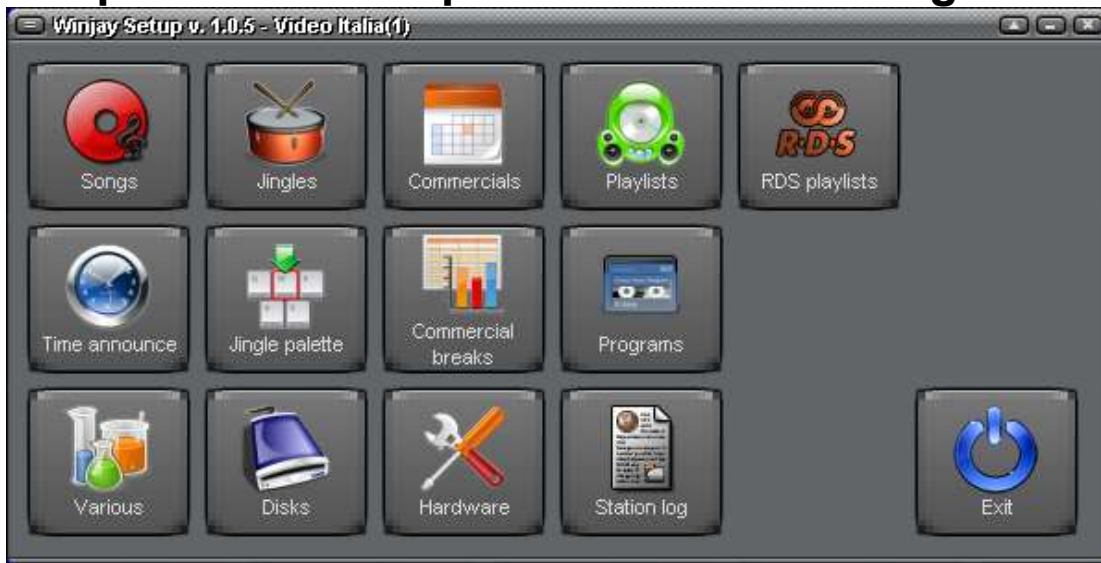 Winjay Setup v. 1.0.5 - Video Italia(1)
Songs
Jingles
Commercials
Playlists
R·D·S
RDS playlists
Time announce
Jingle palette
Commercial
breaks
Programs
Various
Disks
Hardware
Station log
Exit